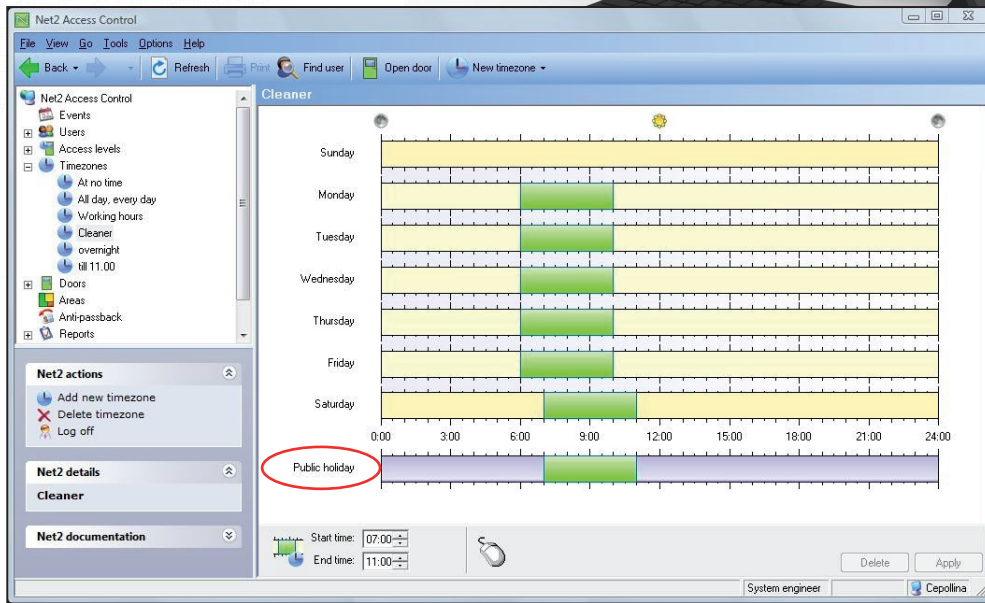 Net2 Access Control
File View Go Tools Options Help
Back Refresh Print Find user Open door New timezone
Net2 Access Control
Events
Users
Access levels
Timezones
At no time
All day, every day
Working hours
Cleaner
overnight
till 11.00
Doors
Areas
Anti-passback
Reports
Net2 actions
Add new timezone
Delete timezone
Log off
Net2 details
Cleaner
Net2 documentation
Cleaner
Sunday
Monday
Tuesday
Wednesday
Thursday
Friday
Saturday
0:00 3:00 6:00 9:00 12:00 15:00 18:00 21:00 24:00
Public holiday
Start time: 07:00
End time: 11:00
Delete Apply
System engineer Cepollina